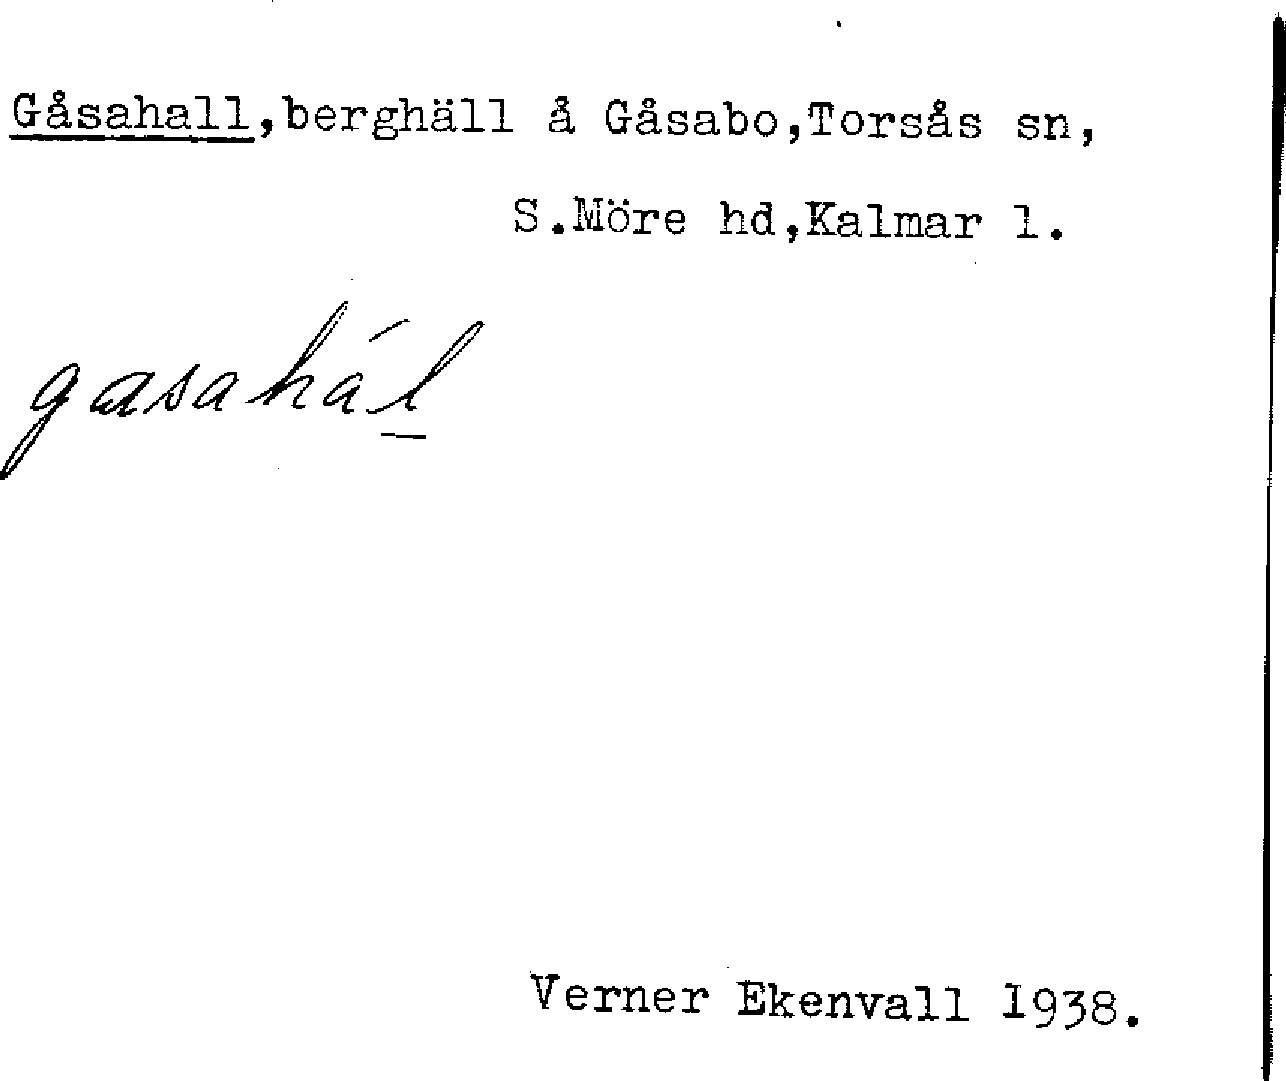 Gåsahall,berghäll å Gåsabo,Torsås sn,
S.Möre hd,Kalmar l.
gasahál
Verner Ekenvall 1938.